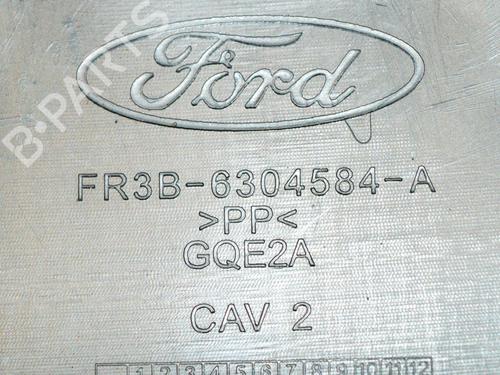 Ford
FR3B-6304584-A
>PP<
GQE2A
CAV 2
1 2 3 4 5 6 7 8 9 10 11 12
B-PARTS